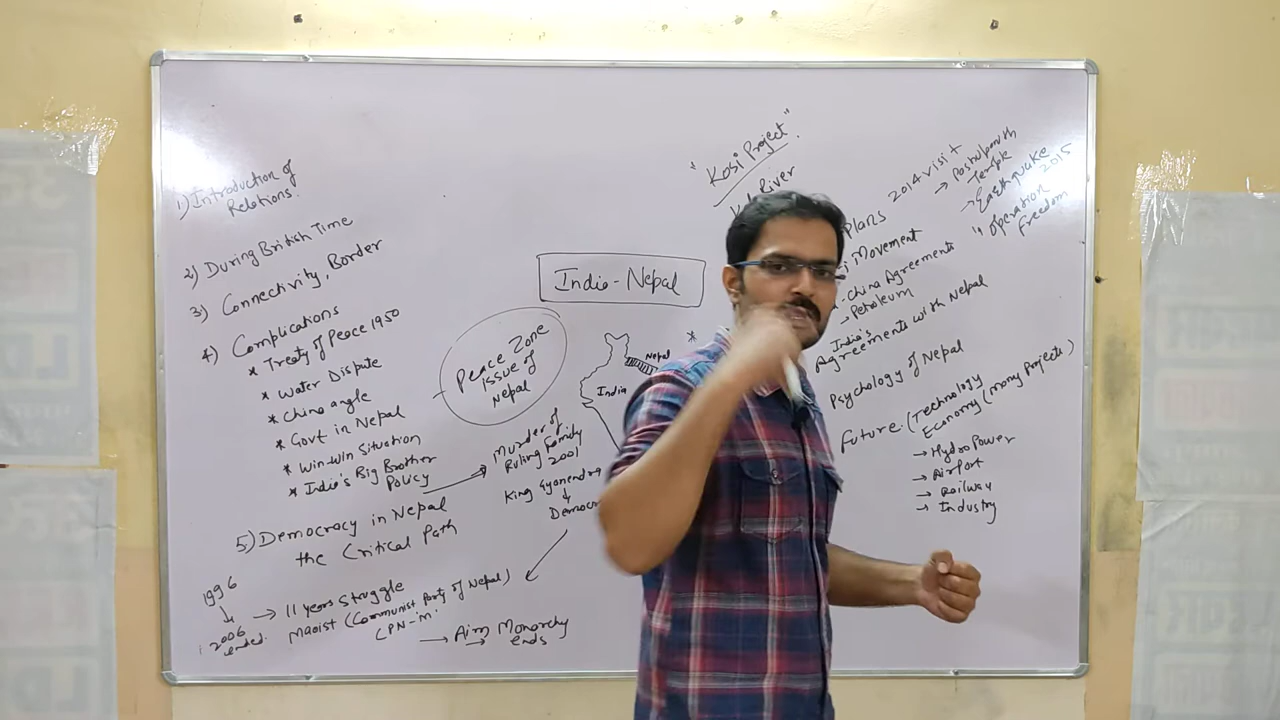 1) Introduction of
Relations.
2) During British Time
3) Connectivity, Border
4) Complications
* Treaty of Peace 1950
* Water Dispute
* China angle
* Govt in Nepal
* Win-Win Situation
* India's Big Brother
Policy
5) Democracy in Nepal
the Critical Path
1996
2006
ended.
→ 11 years Struggle
Maoist (Communist Party of Nepal)
CPN-M
→ Aim Monarchy
ends
India-Nepal
Peace Zone
issue of
Nepal
Murder of
Ruling Family
2001
King Gyanendra
Democr
India
Nepal
*
"Kosi Project"
River
Plans 2014 visit
→ Pashupatinath
Temple
→ Earthquake
2015
"Operation
Freedom
Movement
China Agreements
→ Petroleum
India's
Agreements with Nepal
Psychology of Nepal
Future (Technology
Economy (Many Projects)
→ Hydro Power
→ Airport
→ Railway
→ Industry